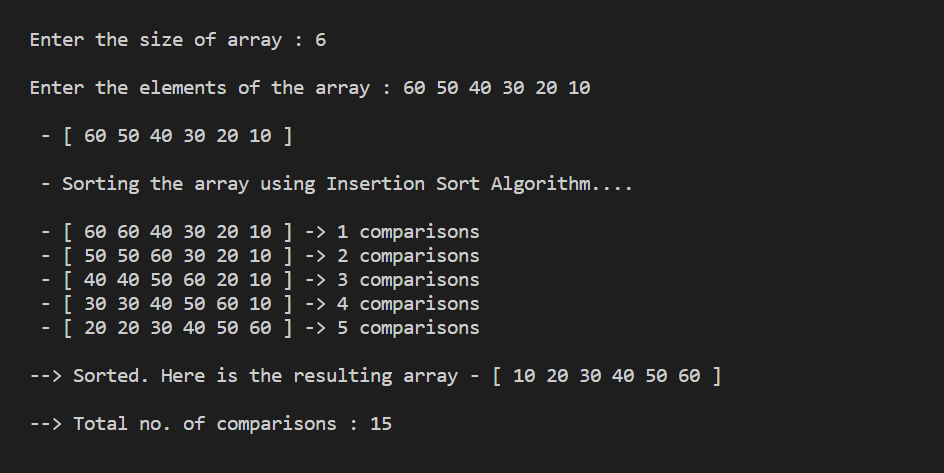 Enter the size of array : 6
Enter the elements of the array : 60 50 40 30 20 10
- [ 60 50 40 30 20 10 ]
- Sorting the array using Insertion Sort Algorithm....
- [ 60 60 40 30 20 10 ] -> 1 comparisons
- [ 50 50 60 30 20 10 ] -> 2 comparisons
- [ 40 40 50 60 20 10 ] -> 3 comparisons
- [ 30 30 40 50 60 10 ] -> 4 comparisons
- [ 20 20 30 40 50 60 ] -> 5 comparisons
--> Sorted. Here is the resulting array - [ 10 20 30 40 50 60 ]
--> Total no. of comparisons : 15